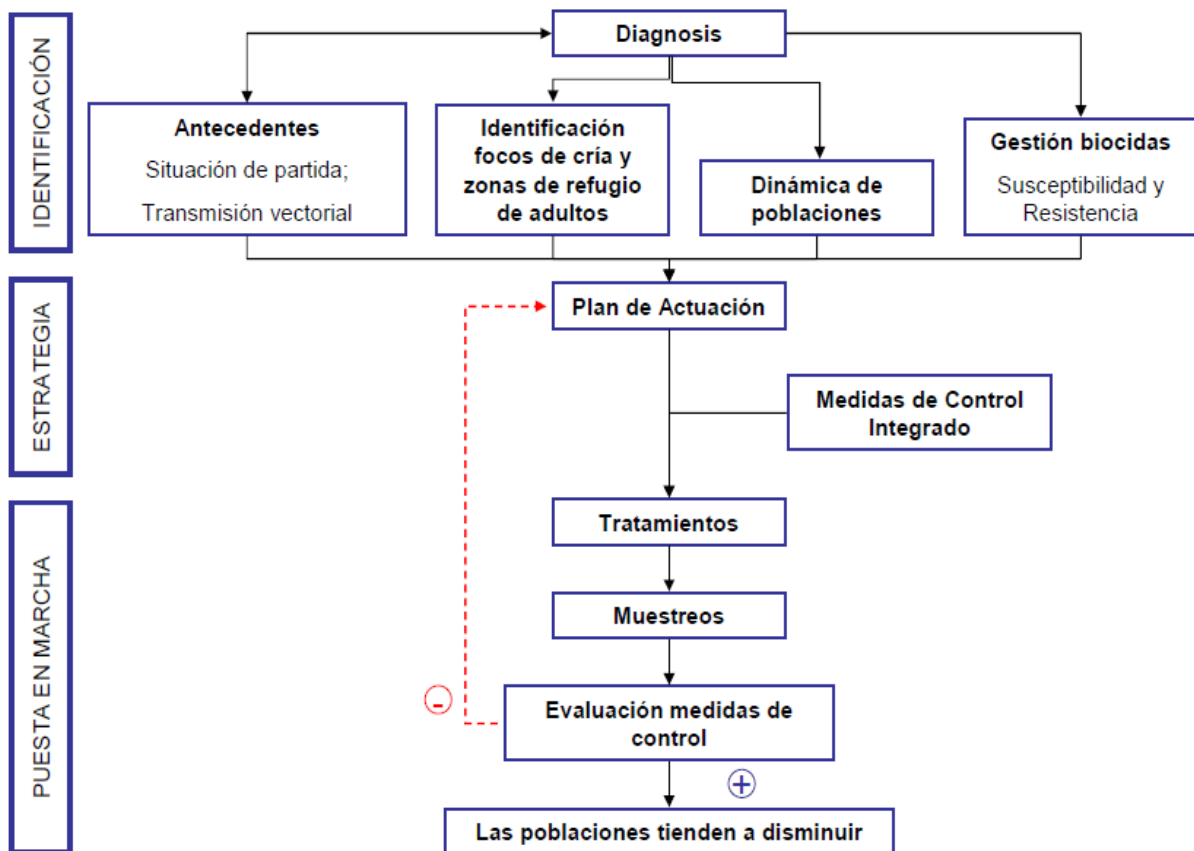 IDENTIFICACIÓN
Diagnosis
Antecedentes
Situación de partida;
Transmisión vectorial
Identificación
focos de cría y
zonas de refugio
de adultos
Dinámica de
poblaciones
Gestión biocidas
Susceptibilidad y
Resistencia
ESTRATEGIA
Plan de Actuación
Medidas de Control
Integrado
PUESTA EN MARCHA
Tratamientos
Muestreos
-
Evaluación medidas de
control
+
Las poblaciones tienden a disminuir